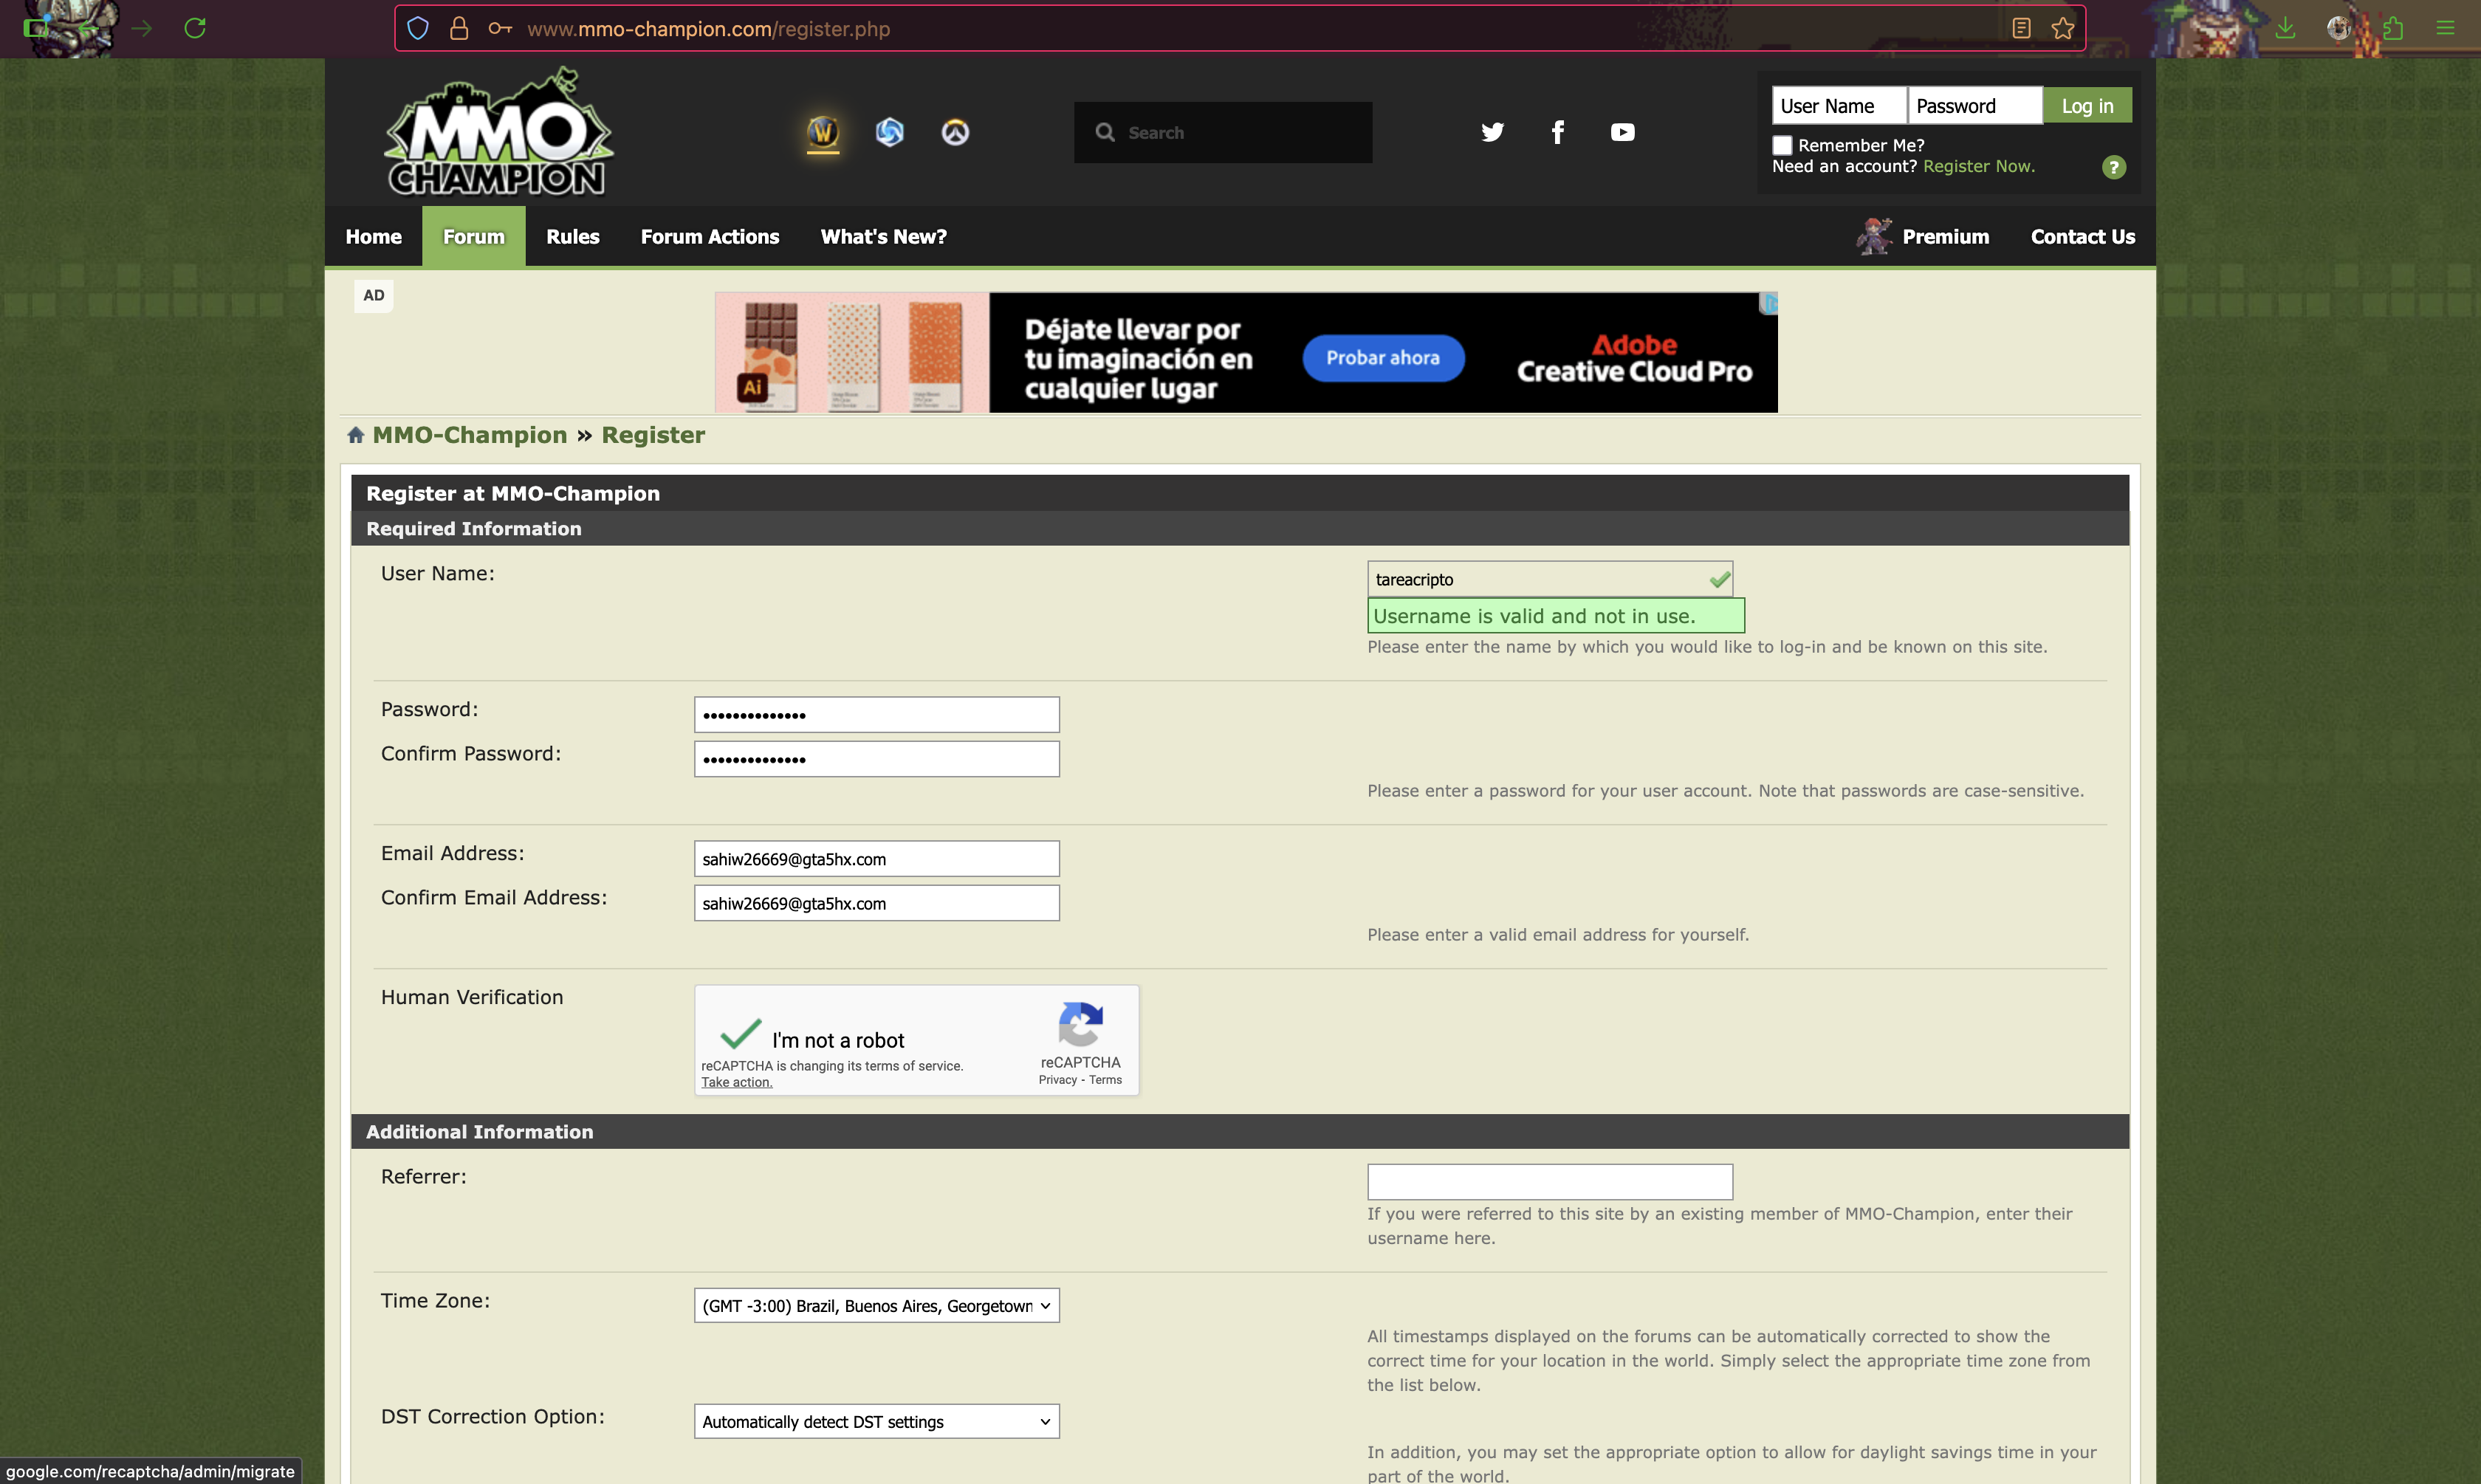 www.mmo-champion.com/register.php
MMO
CHAMPION
W
Search
User Name
Password
Log in
Remember Me?
Need an account? Register Now.
?
Home
Forum
Rules
Forum Actions
What's New?
Premium
Contact Us
AD
Ai
Déjate llevar por
tu imaginación en
cualquier lugar
Probar ahora
Adobe
Creative Cloud Pro
MMO-Champion » Register
Register at MMO-Champion
Required Information
User Name:
tareacripto
Username is valid and not in use.
Please enter the name by which you would like to log-in and be known on this site.
Password:
••••••••••••••
Confirm Password:
••••••••••••••
Please enter a password for your user account. Note that passwords are case-sensitive.
Email Address:
sahiw26669@gta5hx.com
Confirm Email Address:
sahiw26669@gta5hx.com
Please enter a valid email address for yourself.
Human Verification
I'm not a robot
reCAPTCHA is changing its terms of service.
Take action.
reCAPTCHA
Privacy - Terms
Additional Information
Referrer:
If you were referred to this site by an existing member of MMO-Champion, enter their
username here.
Time Zone:
(GMT -3:00) Brazil, Buenos Aires, Georgetown
All timestamps displayed on the forums can be automatically corrected to show the
correct time for your location in the world. Simply select the appropriate time zone from
the list below.
DST Correction Option:
Automatically detect DST settings
In addition, you may set the appropriate option to allow for daylight savings time in your
part of the world.
google.com/recaptcha/admin/migrate